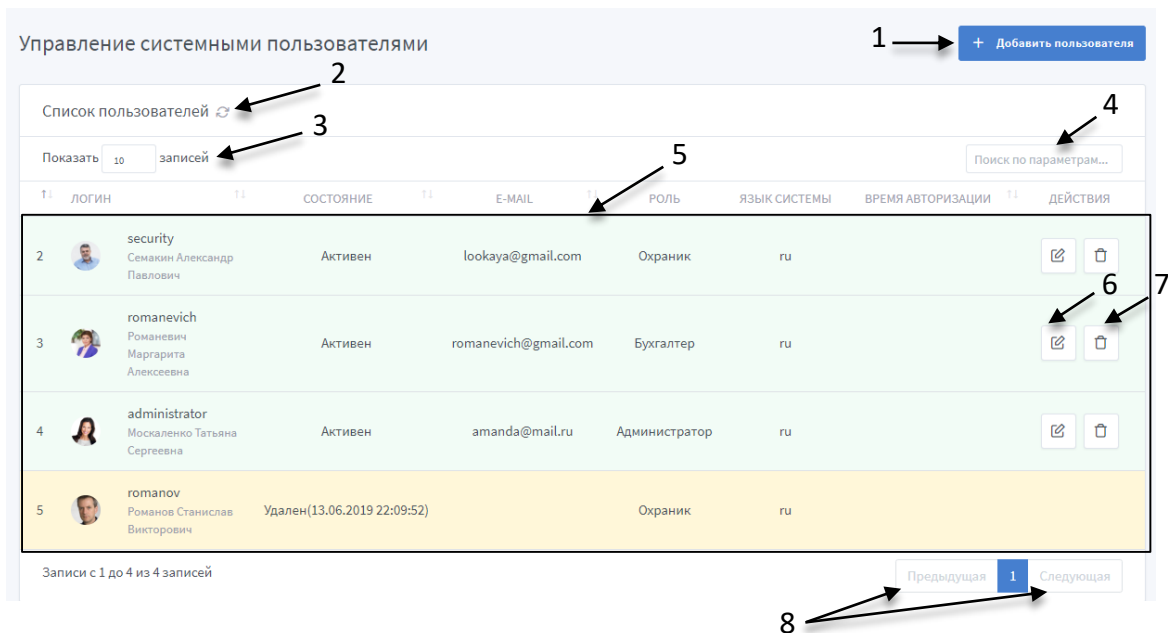 Управление системными пользователями
1
+ Добавить пользователя
2
Список пользователей
3
4
Показать 10 записей
5
Поиск по параметрам...
ЛОГИН СОСТОЯНИЕ E-MAIL РОЛЬ ЯЗЫК СИСТЕМЫ ВРЕМЯ АВТОРИЗАЦИИ ДЕЙСТВИЯ
security
2 Семакин Александр Активен lookaya@gmail.com Охраник ru
Павлович
6 7
romanevich
Романевич
3 Маргарита Активен romanevich@gmail.com Бухгалтер ru
Алексеевна
administrator
4 Москаленко Татьяна Активен amanda@mail.ru Администратор ru
Сергеевна
romanov
5 Романов Станислав Удален(13.06.2019 22:09:52) Охраник ru
Викторович
Записи с 1 до 4 из 4 записей
Предыдущая 1 Следующая
8